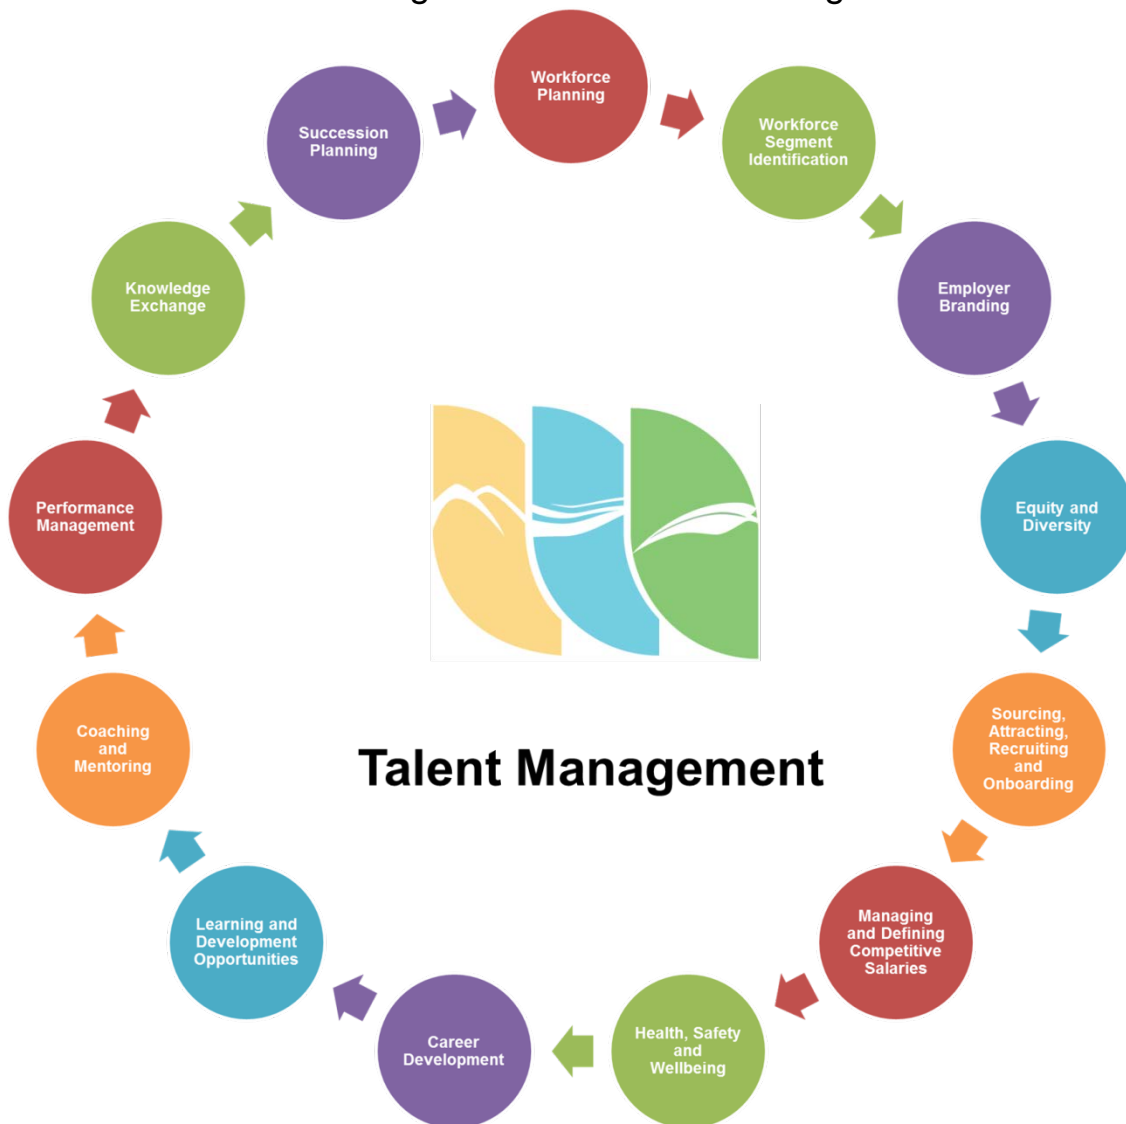 Workforce
Planning
Workforce
Segment
Identification
Employer
Branding
Equity and
Diversity
Sourcing,
Attracting,
Recruiting
and
Onboarding
Managing
and Defining
Competitive
Salaries
Health, Safety
and
Wellbeing
Career
Development
Learning and
Development
Opportunities
Coaching
and
Mentoring
Performance
Management
Knowledge
Exchange
Succession
Planning
Talent Management